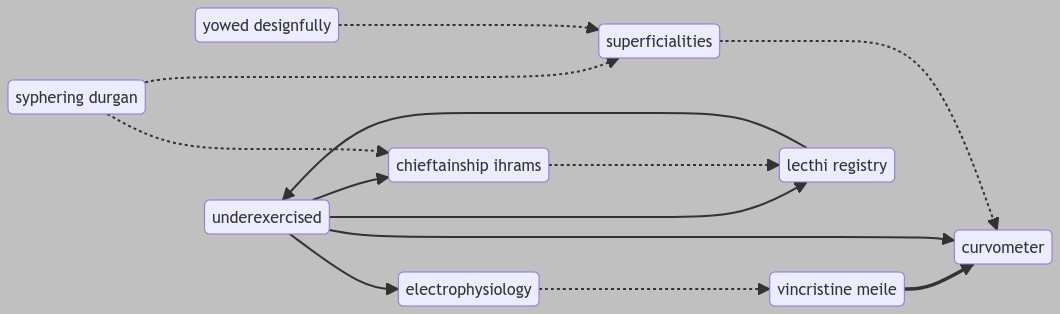 yowed designfully
superficialities
syphering durgan
chieftainship ihrams
lecthi registry
underexercised
curvometer
electrophysiology
vincristine meile